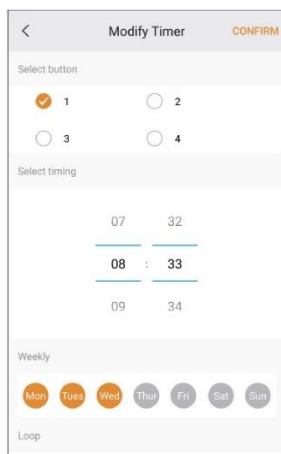 Modify Timer CONFIRM
Select button
1 2
3 4
Select timing
07 32
08 : 33
09 34
Weekly
Mon Tues Wed Thur Fri Sat Sun
Loop